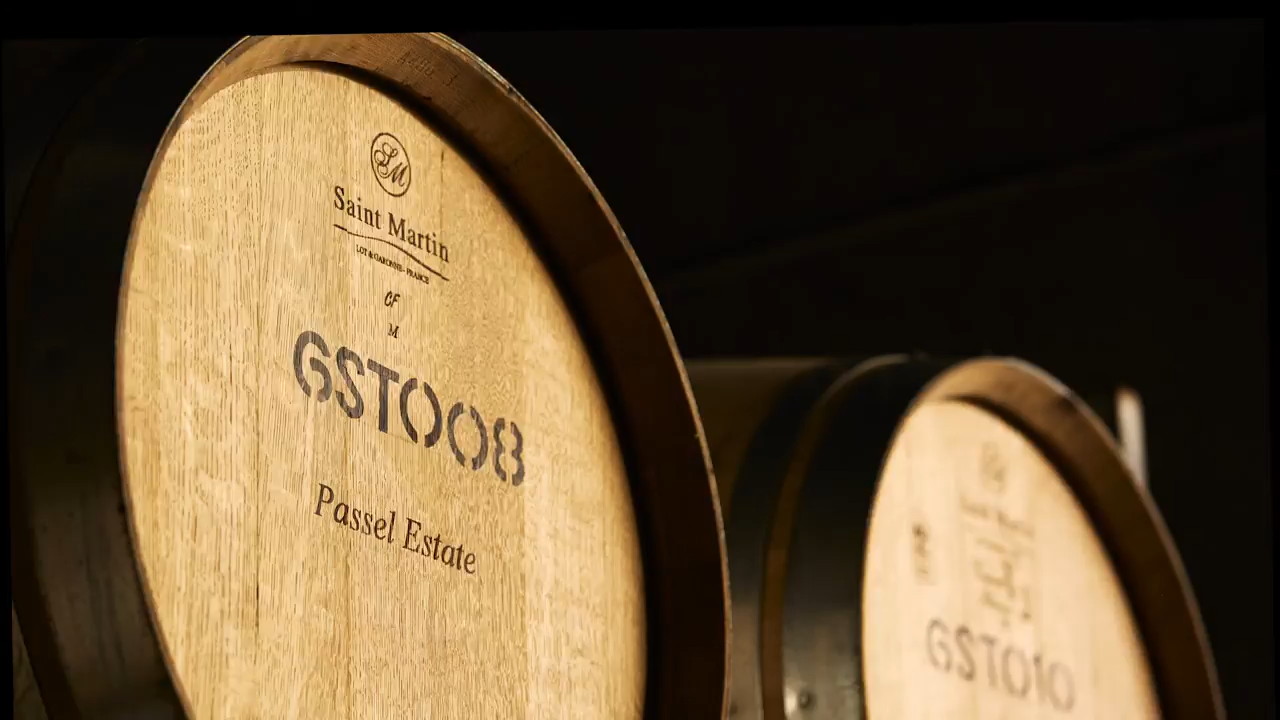 SM
Saint Martin
LOT & GARONNE - FRANCE
CF
M
GST008
Passel Estate
GST010